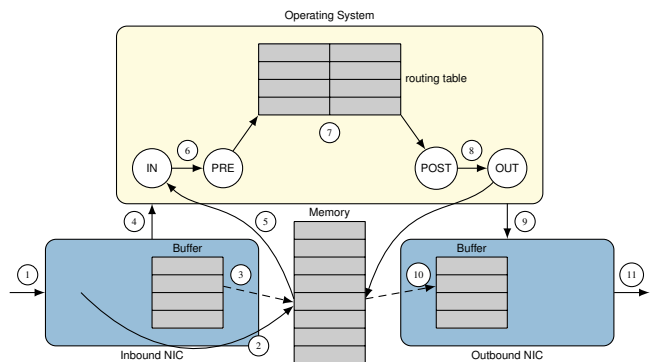 Operating System
routing table
7
6
8
IN
PRE
POST
OUT
4
5
Memory
9
Buffer
Buffer
1
3
10
11
2
Inbound NIC
Outbound NIC